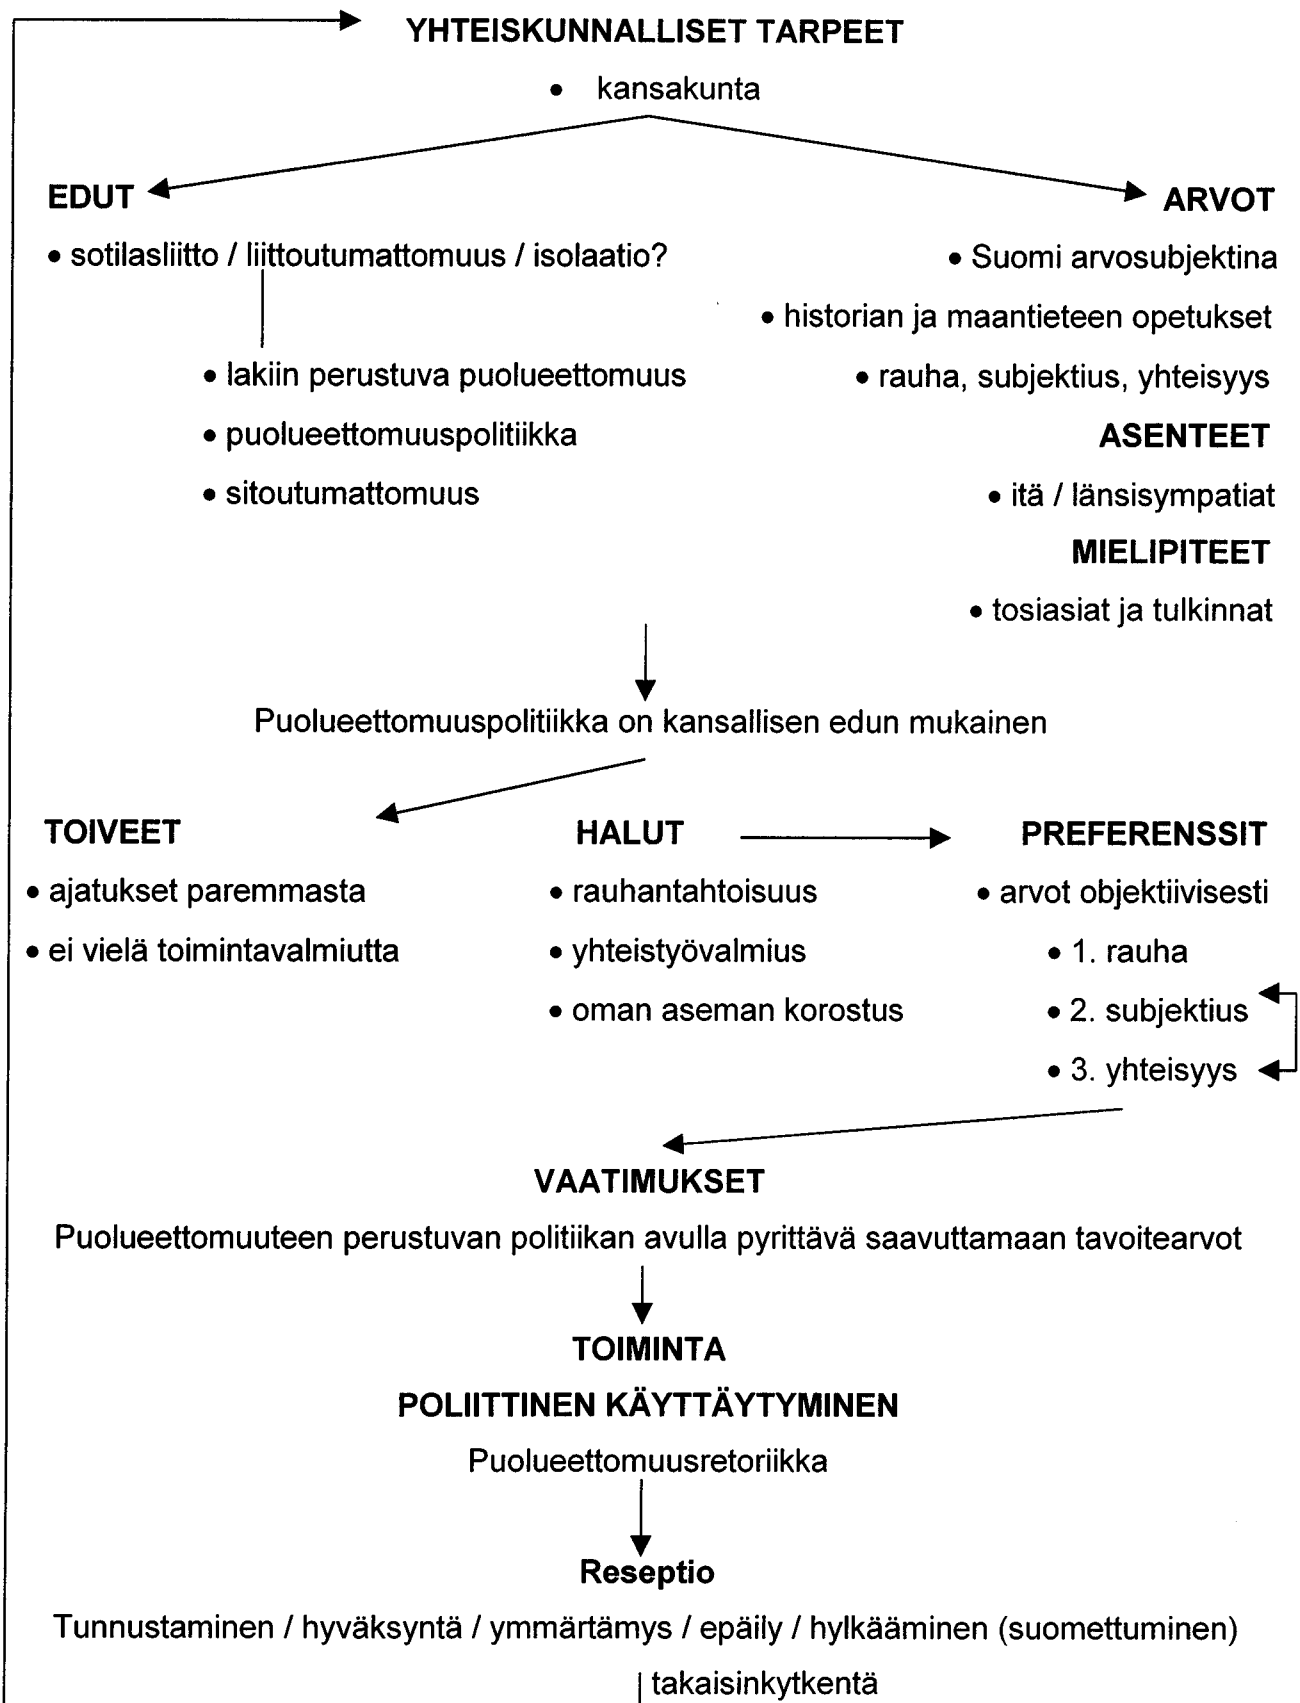 YHTEISKUNNALLISET TARPEET
• kansakunta
EDUT
• sotilasliitto / liittoutumattomuus / isolaatio?
• lakiin perustuva puolueettomuus
• puolueettomuuspolitiikka
• sitoutumattomuus
ARVOT
• Suomi arvosubjektina
• historian ja maantieteen opetukset
• rauha, subjektius, yhteisyys
ASENTEET
• itä / länsisympatiat
MIELIPITEET
• tosiasiat ja tulkinnat
Puolueettomuuspolitiikka on kansallisen edun mukainen
TOIVEET
• ajatukset paremmasta
• ei vielä toimintavalmiutta
HALUT
• rauhantahtoisuus
• yhteistyövalmius
• oman aseman korostus
PREFERENSSIT
• arvot objektiivisesti
• 1. rauha
• 2. subjektius
• 3. yhteisyys
VAATIMUKSET
Puolueettomuuteen perustuvan politiikan avulla pyrittävä saavuttamaan tavoitearvot
TOIMINTA
POLIITTINEN KÄYTTÄYTYMINEN
Puolueettomuusretoriikka
Reseptio
Tunnustaminen / hyväksyntä / ymmärtämys / epäily / hylkääminen (suomettuminen)
takaisinkytkentä